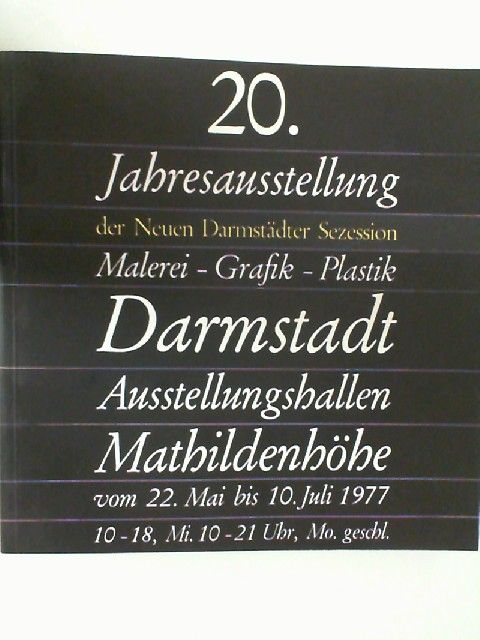 20.
Jahresausstellung
der Neuen Darmstädter Sezession
Malerei - Grafik - Plastik
Darmstadt
Ausstellungshallen
Mathildenhöhe
vom 22. Mai bis 10. Juli 1977
10-18, Mi. 10-21 Uhr, Mo. geschl.